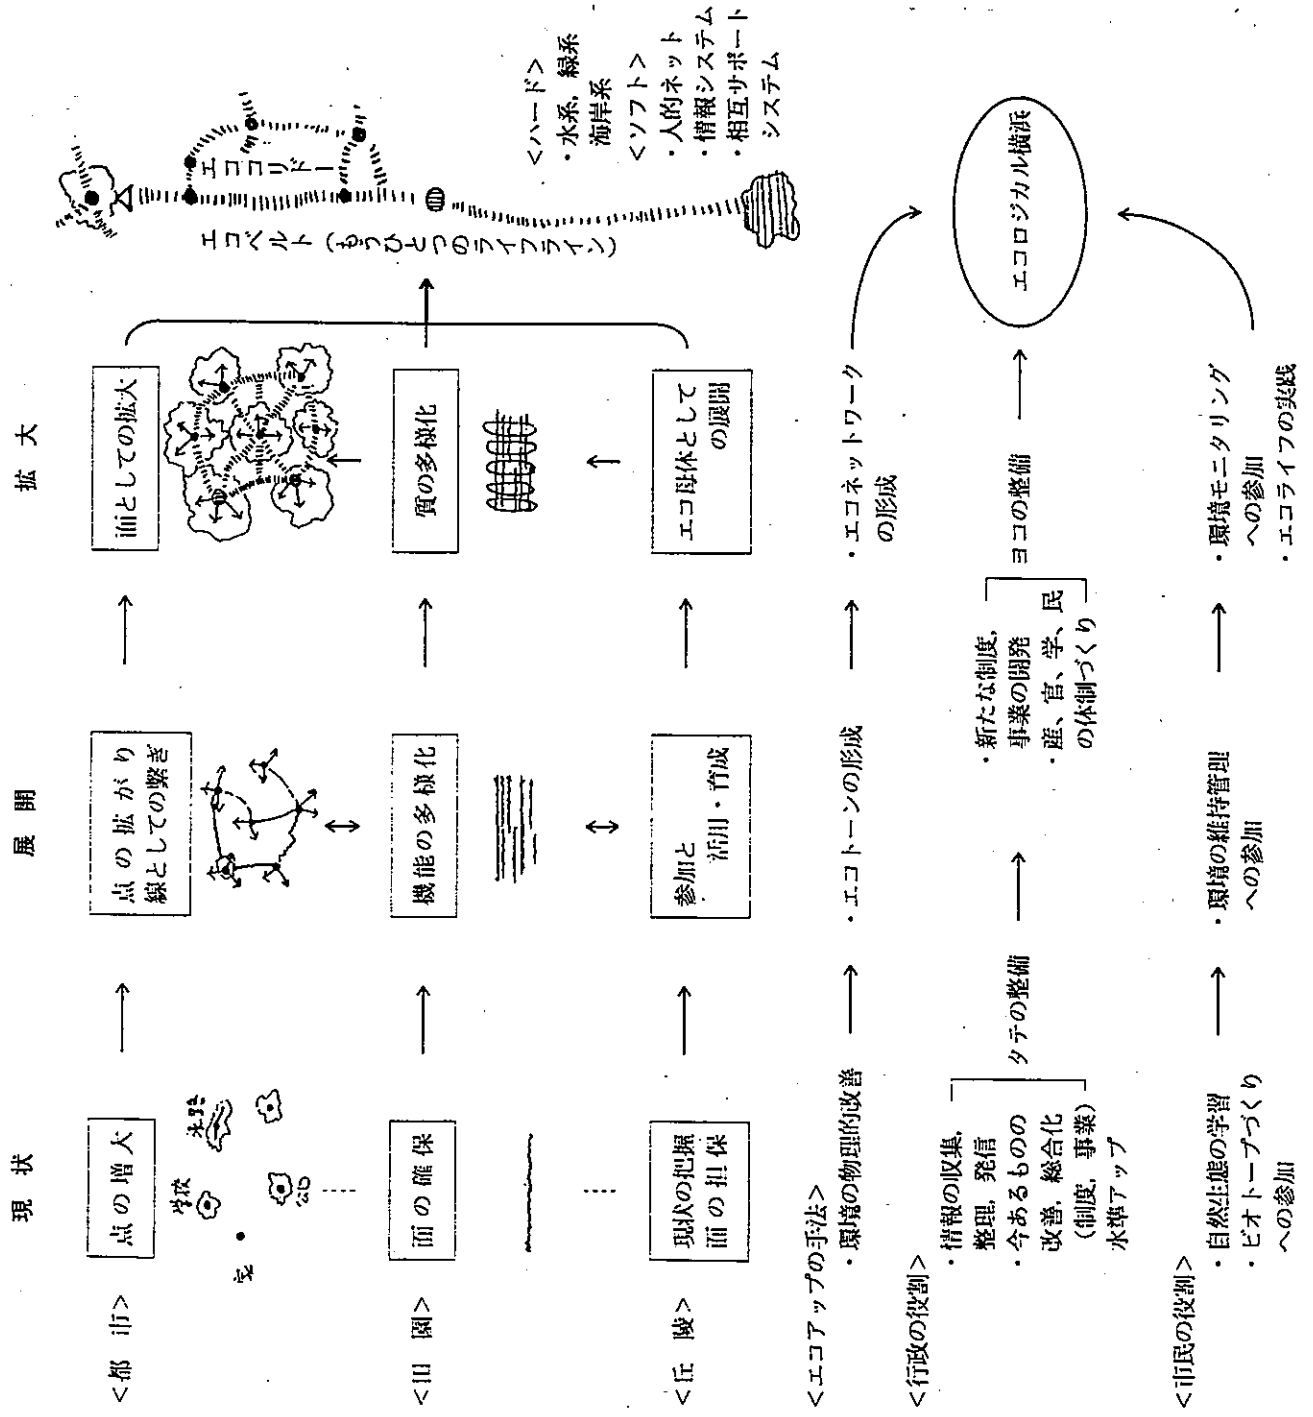 現 状
展 開
拡 大
<都 市>
点 の 増 大
学校
水路
公園
家
点 の 拡 が り
線としての繋ぎ
面としての拡大
<田 園>
面 の 確 保
機能の多様化
質の多様化
<丘 陵>
現状の把握
面 の 担 保
参加と
活用・育成
エコ母体として
の展開
エコベルト(もうひとつのライフライン)
エココリドー
<ハード>
・水系, 緑系
海岸系
<ソフト>
・人的ネット
・情報システム
・相互サポート
システム
<エコアップの手法>
・環境の物理的改善
・エコトーンの形成
・エコネットワーク
の形成
<行政の役割>
・情報の収集,
整理, 発信
・今あるものの
改善, 総合化
(制度, 事業)
水準アップ
タテの整備
・新たな制度,
事業の開発
・産、官、学、民
の体制づくり
ヨコの整備
エコロジカル横浜
<市民の役割>
・自然生態の学習
・ビオトープづくり
への参加
・環境の維持管理
への参加
・環境モニタリング
への参加
・エコライフの実践